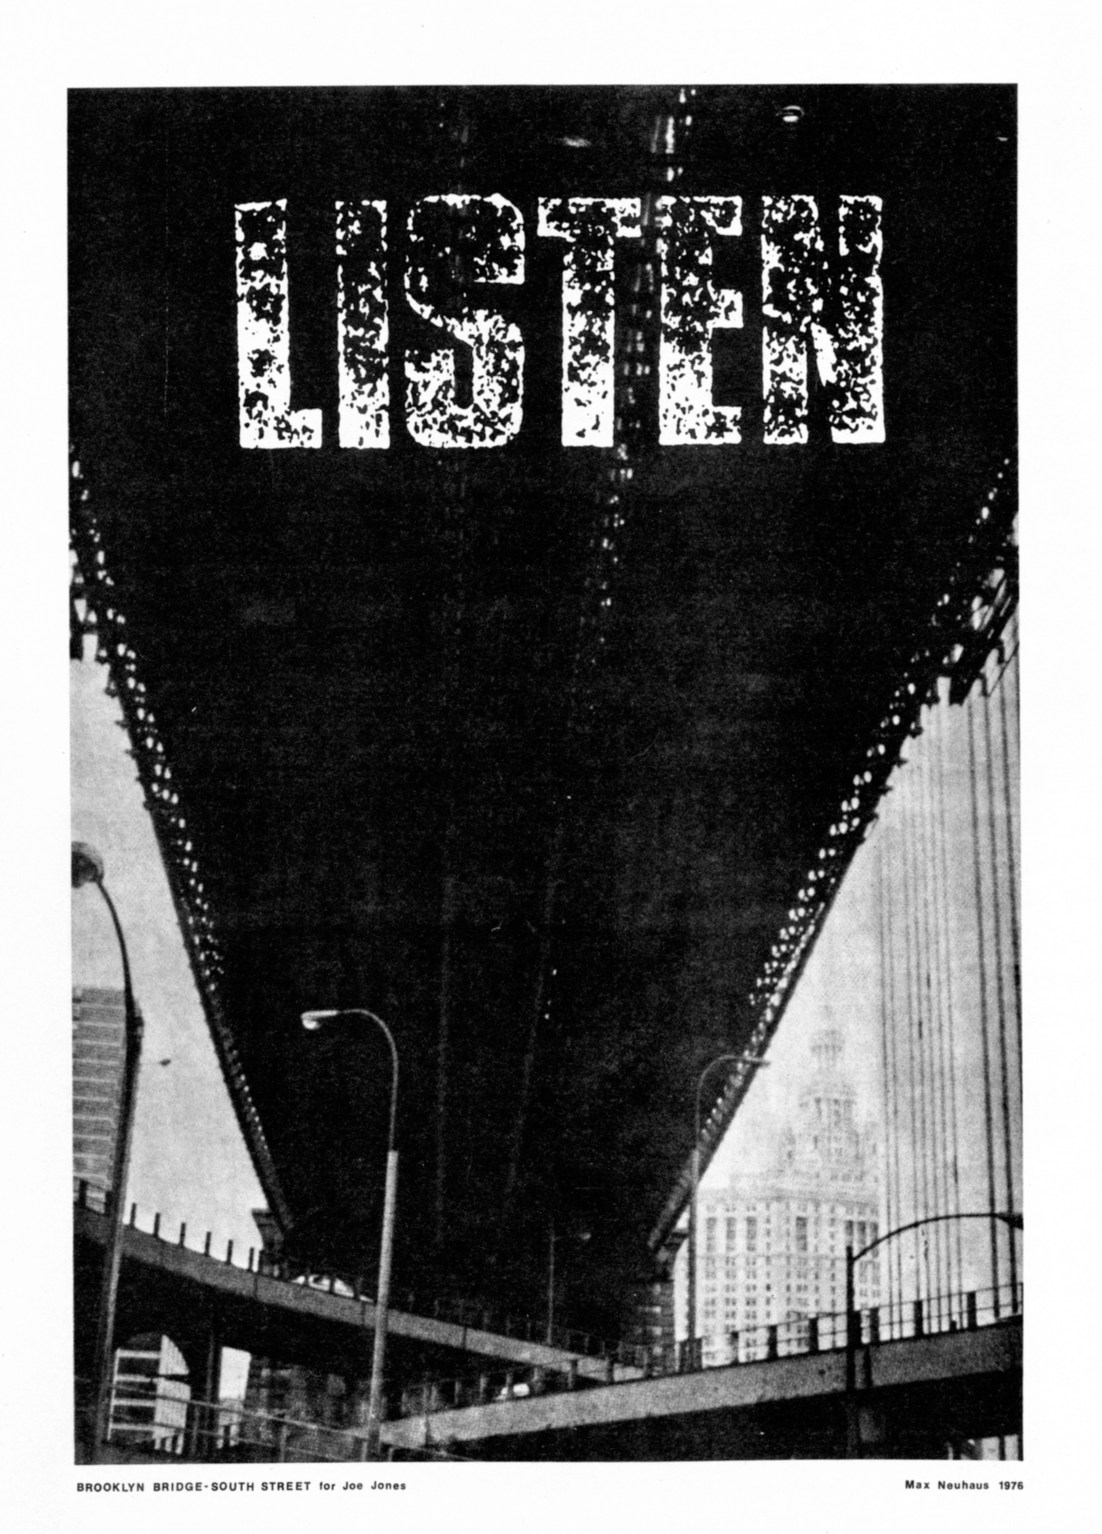 LISTEN
BROOKLYN BRIDGE-SOUTH STREET for Joe Jones
Max Neuhaus 1976